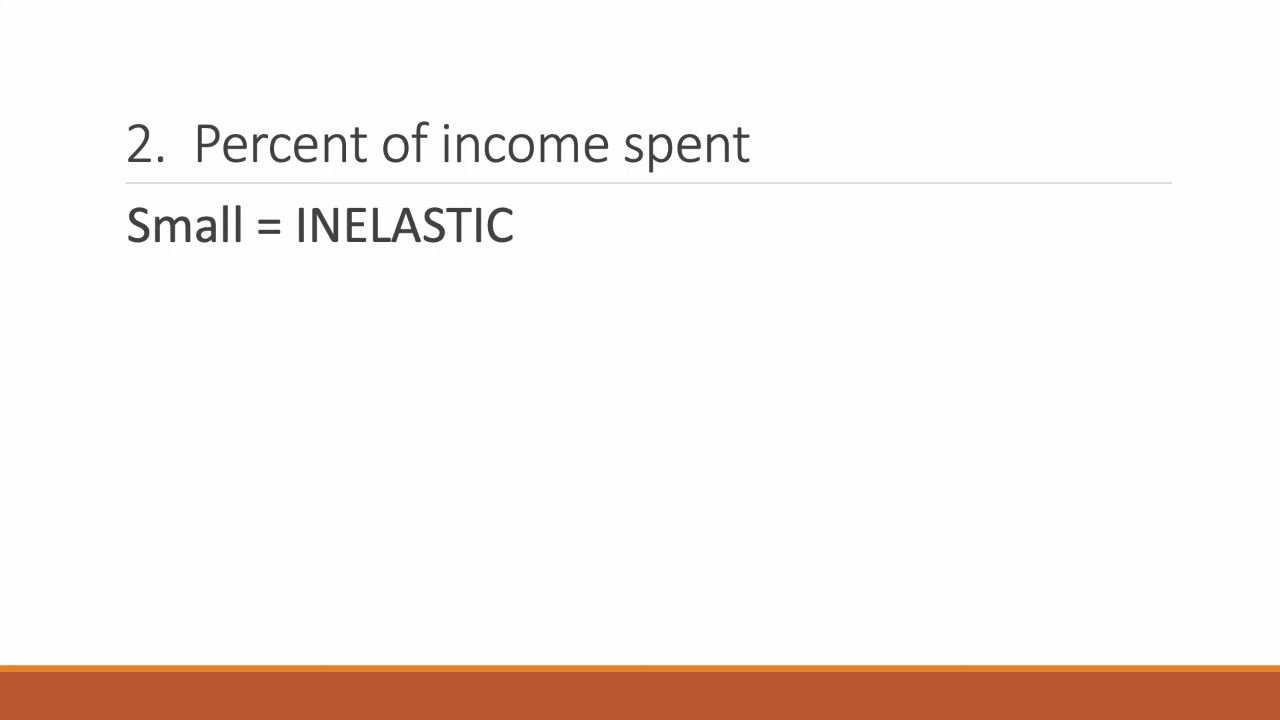 2. Percent of income spent
Small = INELASTIC